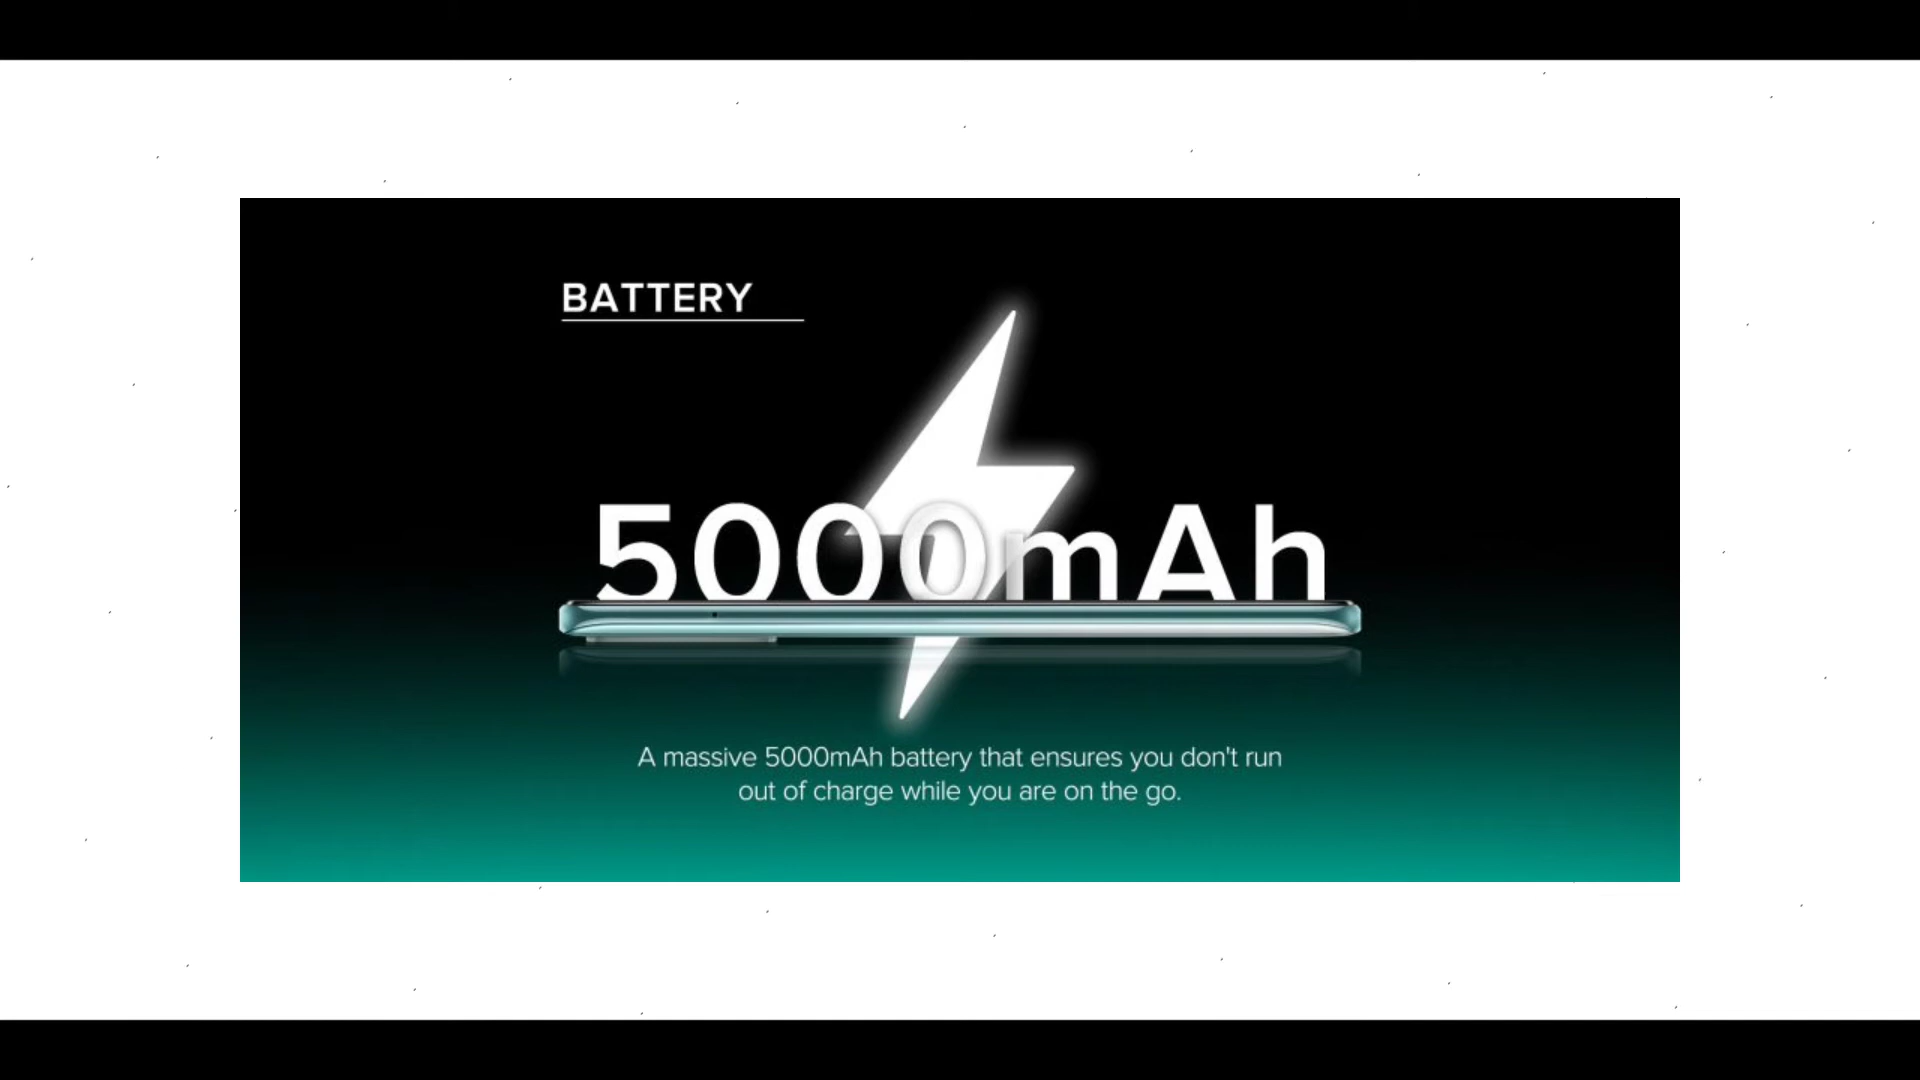 BATTERY
5000mAh
A massive 5000mAh battery that ensures you don't run
out of charge while you are on the go.